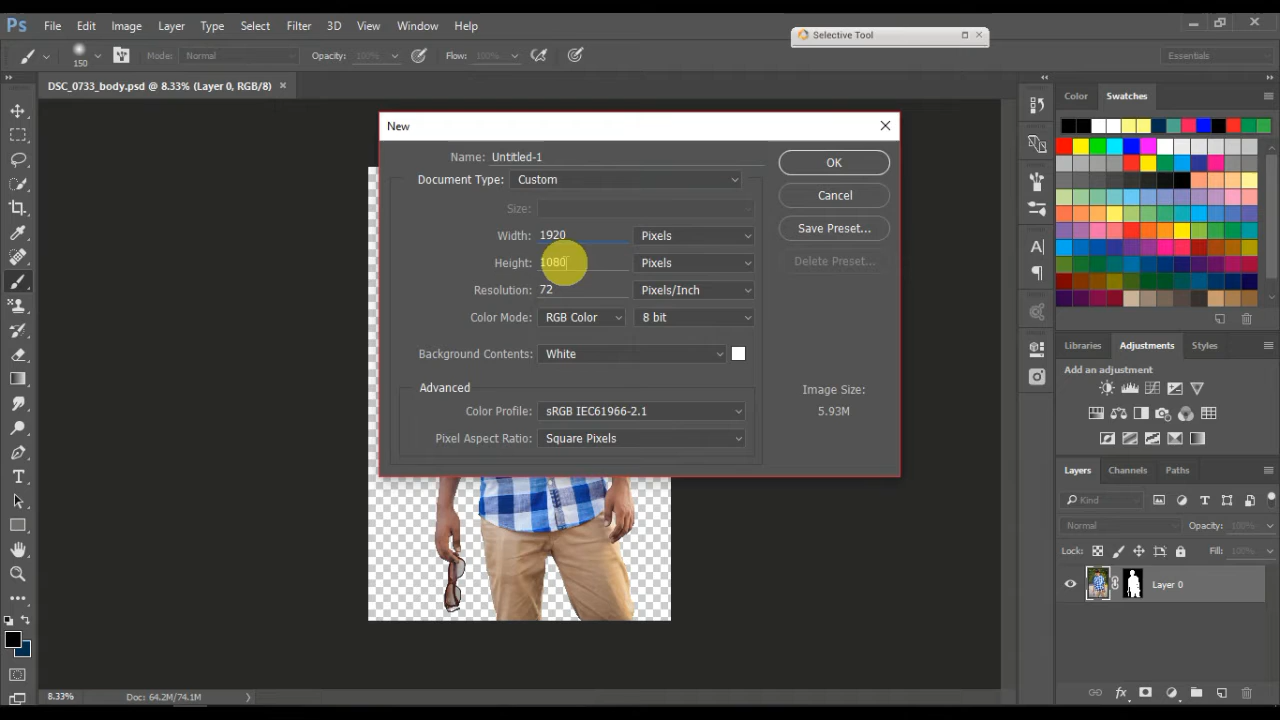 Ps File Edit Image Layer Type Select Filter 3D View Window Help
Selective Tool
150 Mode: Normal Opacity: 100% Flow: 100% Essentials
DSC_0733_body.psd @ 8.33% (Layer 0, RGB/8)
Color Swatches
New
Name: Untitled-1
OK
Document Type: Custom
Cancel
Size:
Width: 1920 Pixels
Save Preset...
Height: 1080 Pixels
Delete Preset...
Resolution: 72 Pixels/Inch
Color Mode: RGB Color 8 bit
Background Contents: White
Advanced
Image Size:
Color Profile: sRGB IEC61966-2.1
5.93M
Pixel Aspect Ratio: Square Pixels
Libraries Adjustments Styles
Add an adjustment
Layers Channels Paths
Kind
Normal Opacity: 100%
Lock: Fill: 100%
Layer 0
8.33% Doc: 64.2M/74.1M